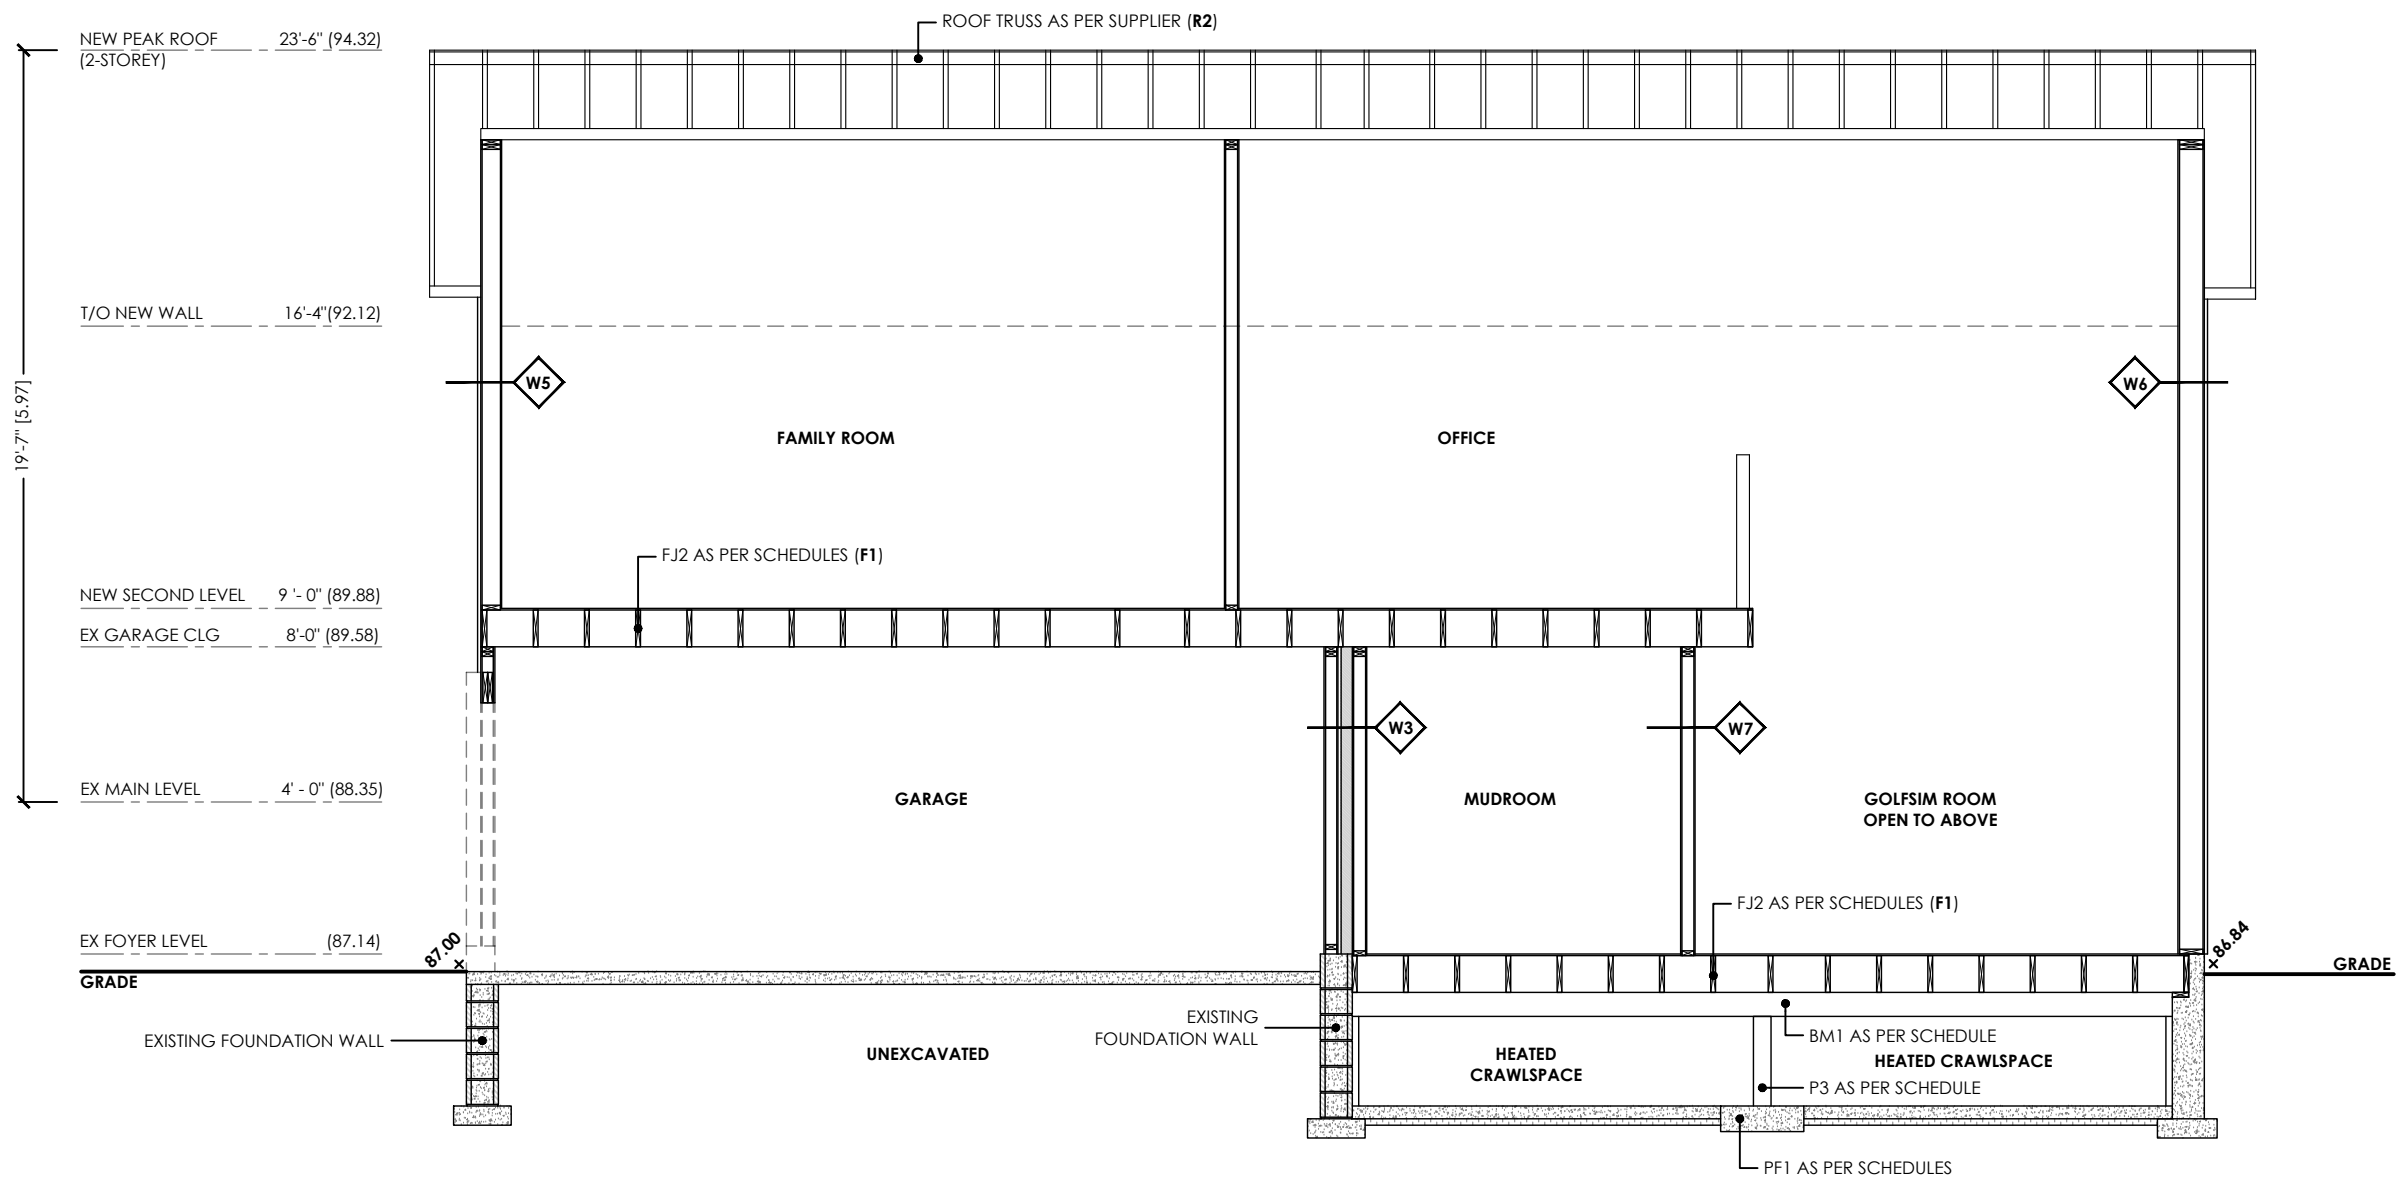 ROOF TRUSS AS PER SUPPLIER (R2)
NEW PEAK ROOF 23'-6" (94.32)
(2-STOREY)
T/O NEW WALL 16'-4"(92.12)
19'-7" [5.97]
W5
W6
FAMILY ROOM
OFFICE
FJ2 AS PER SCHEDULES (F1)
NEW SECOND LEVEL 9 '- 0" (89.88)
EX GARAGE CLG 8'-0" (89.58)
W3
W7
EX MAIN LEVEL 4' - 0" (88.35)
GARAGE
MUDROOM
GOLFSIM ROOM
OPEN TO ABOVE
FJ2 AS PER SCHEDULES (F1)
EX FOYER LEVEL (87.14)
87.00
86.84
GRADE
GRADE
EXISTING FOUNDATION WALL
EXISTING
FOUNDATION WALL
UNEXCAVATED
HEATED
CRAWLSPACE
BM1 AS PER SCHEDULE
HEATED CRAWLSPACE
P3 AS PER SCHEDULE
PF1 AS PER SCHEDULES